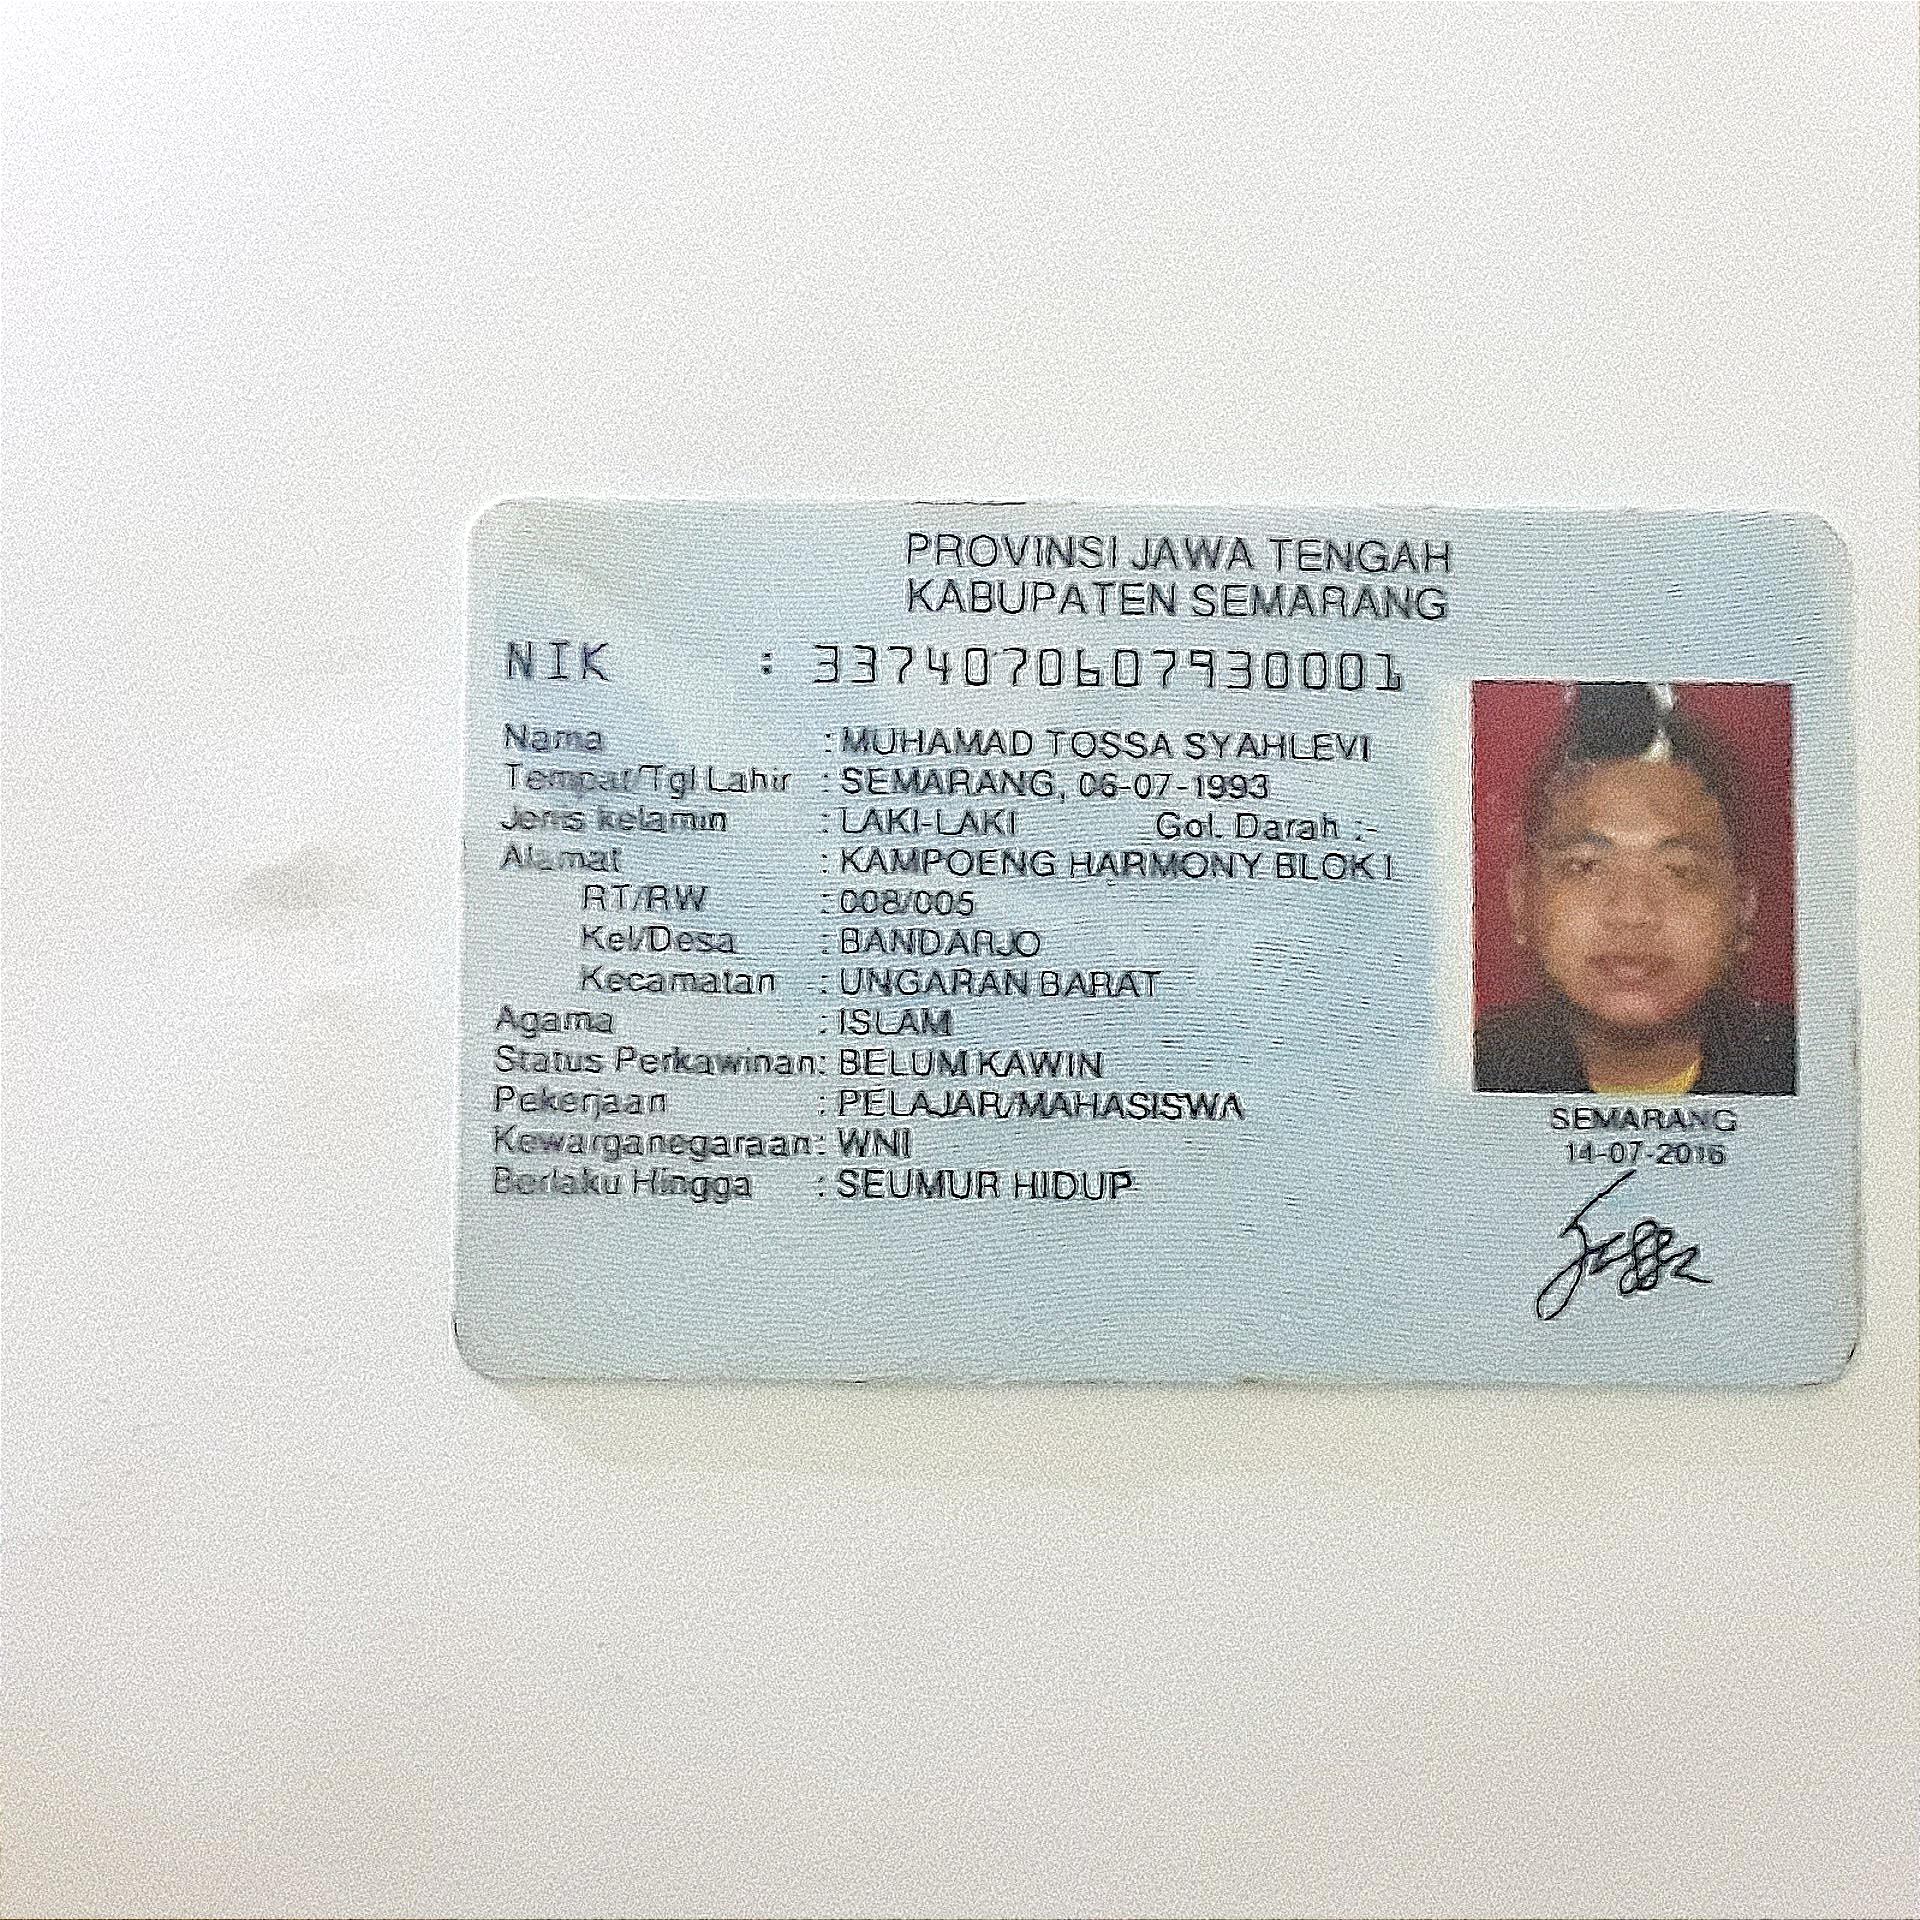 PROVINSI JAWA TENGAH
KABUPATEN SEMARANG
NIK : 3374070607930001
Nama : MUHAMAD TOSSA SYAHLEVI
Tempat/Tgl Lahir : SEMARANG, 06-07-1993
Jenis kelamin : LAKI-LAKI Gol. Darah :-
Alamat : KAMPOENG HARMONY BLOK I
RT/RW : 008/005
Kel/Desa : BANDARJO
Kecamatan : UNGARAN BARAT
Agama : ISLAM
Status Perkawinan: BELUM KAWIN
Pekerjaan : PELAJAR/MAHASISWA
Kewarganegaraan: WNI
Berlaku Hingga : SEUMUR HIDUP
SEMARANG
14-07-2016